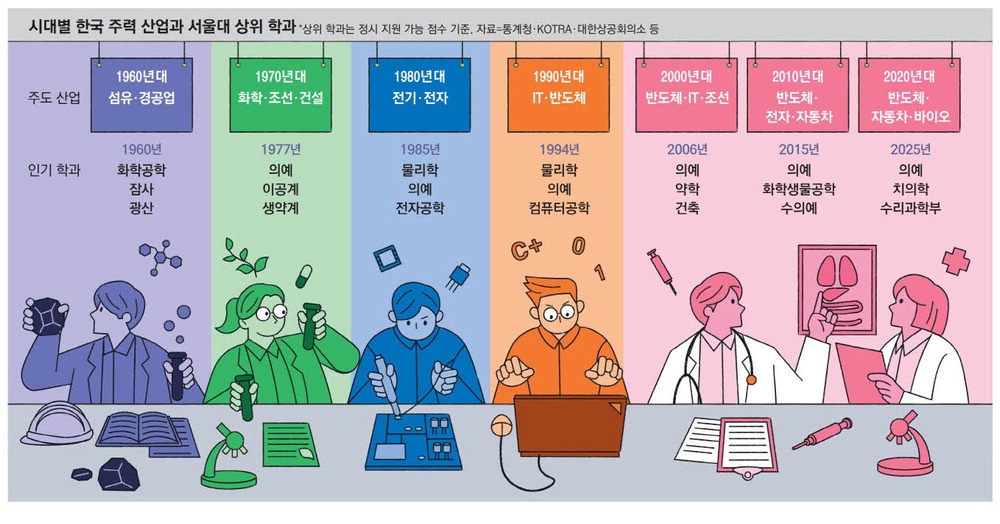 시대별 한국 주력 산업과 서울대 상위 학과 *상위 학과는 정시 지원 가능 점수 기준. 자료=통계청·KOTRA·대한상공회의소 등
주도 산업
1960년대
섬유·경공업
1970년대
화학·조선·건설
1980년대
전기·전자
1990년대
IT·반도체
2000년대
반도체·IT·조선
2010년대
반도체·
전자·자동차
2020년대
반도체·
자동차·바이오
인기 학과
1960년
화학공학
잠사
광산
1977년
의예
이공계
생약계
1985년
물리학
의예
전자공학
1994년
물리학
의예
컴퓨터공학
2006년
의예
약학
건축
2015년
의예
화학생물공학
수의예
2025년
의예
치의학
수리과학부
C+
0
1